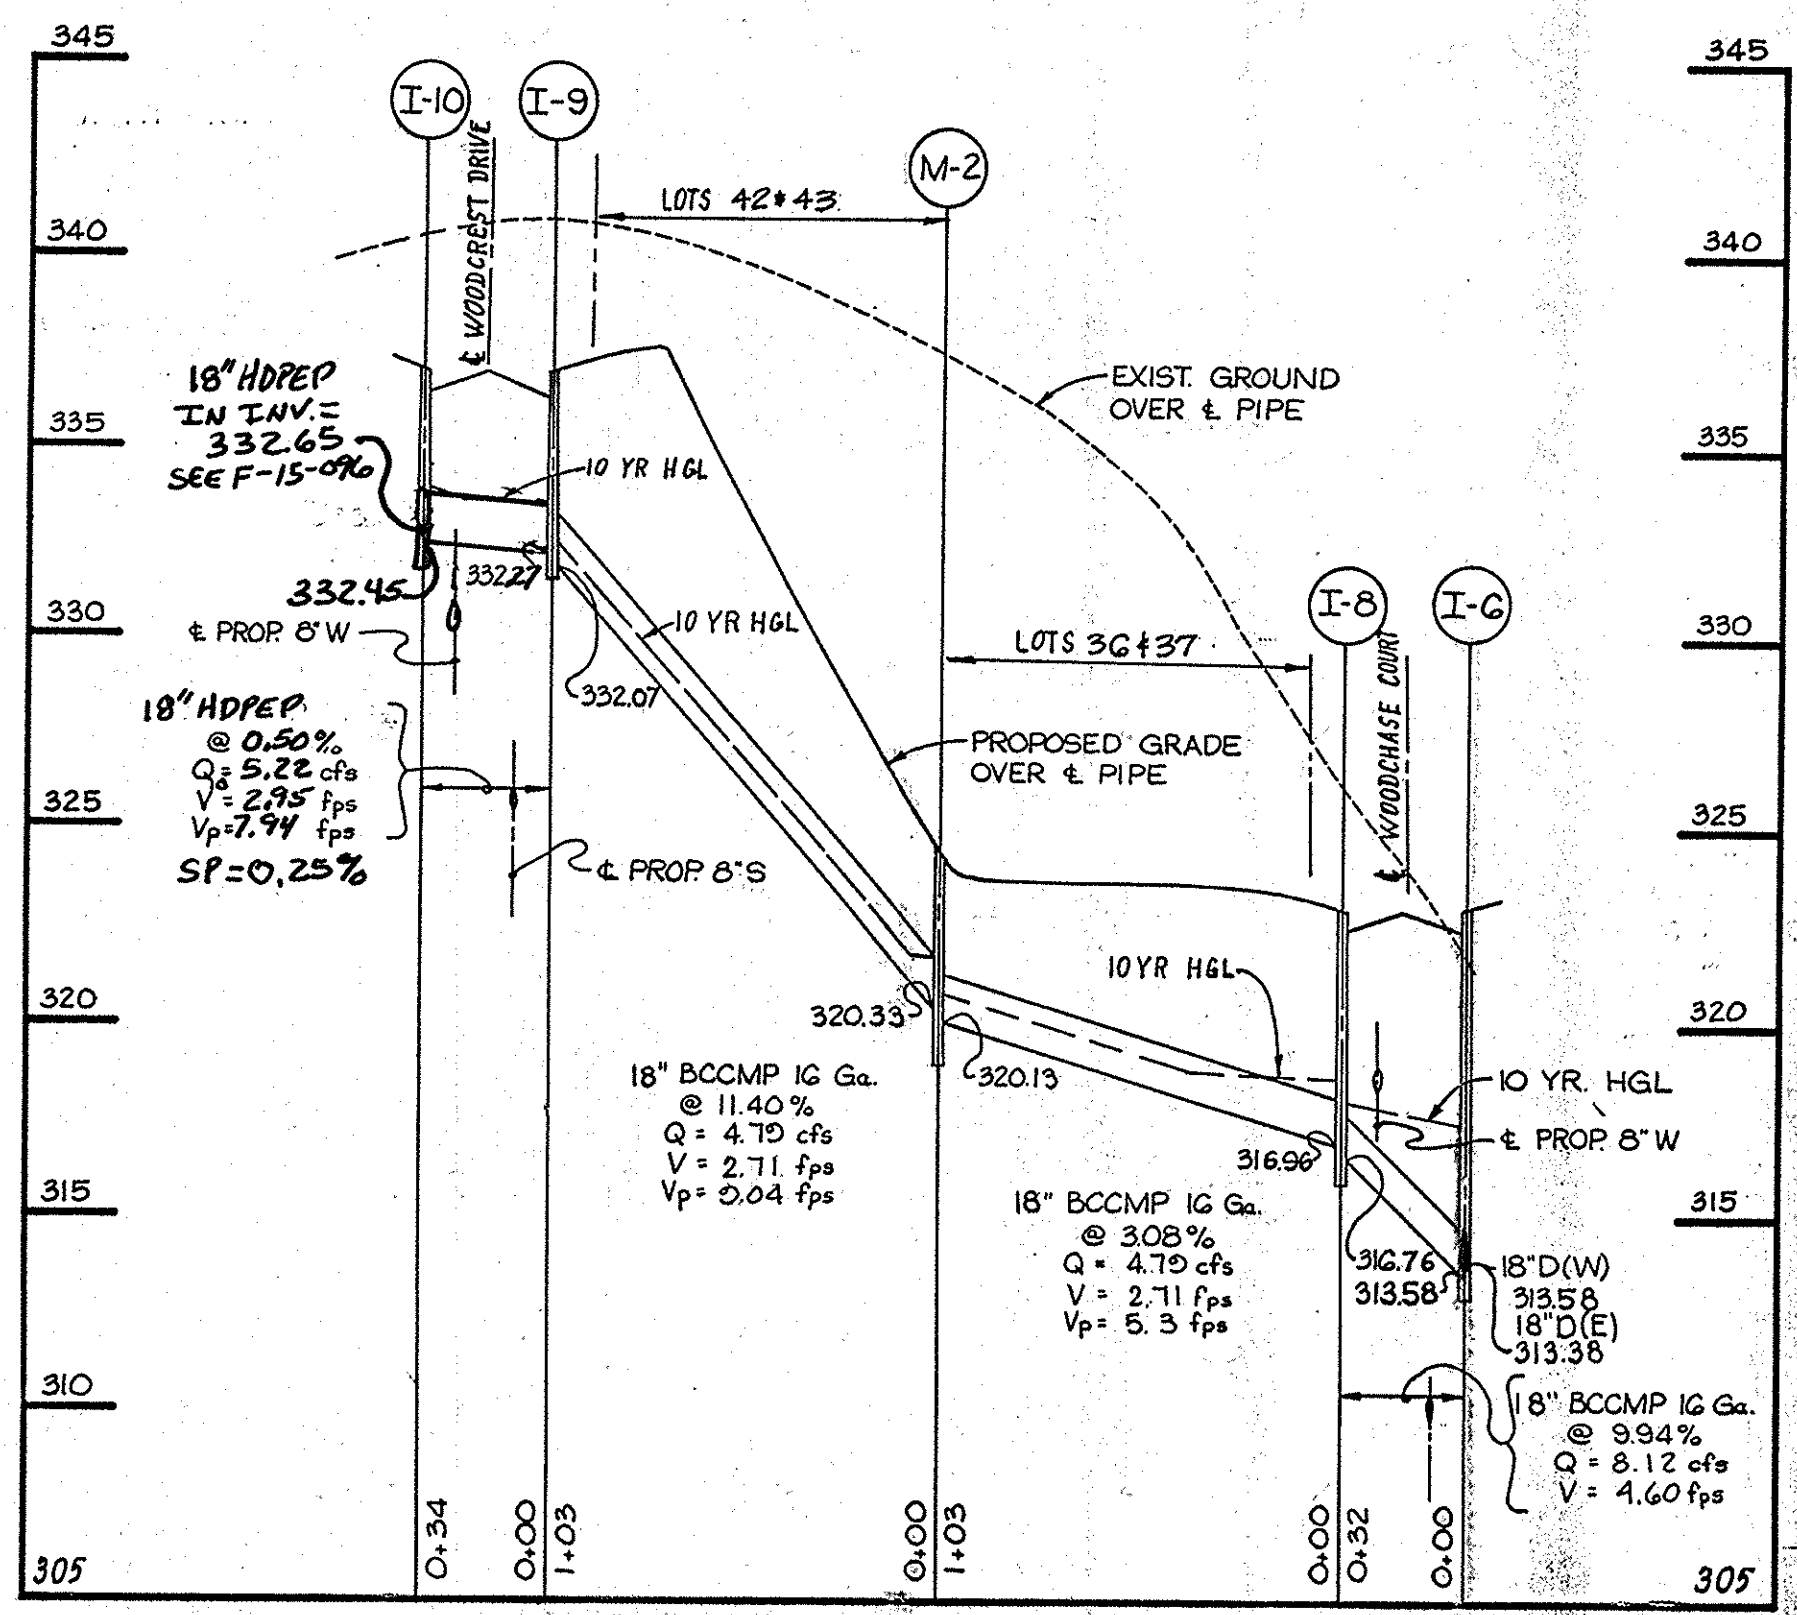 345
345
I-10
I-9
M-2
℄ WOODCREST DRIVE
LOTS 42 & 43
340
340
18" HDPEP
IN INV. =
332.65
SEE F-15-096
EXIST. GROUND
OVER ℄ PIPE
335
335
10 YR HGL
332.45
332.27
I-8
I-6
330
330
℄ PROP. 8" W
10 YR HGL
LOTS 36 & 37
℄ WOODCHASE COURT
332.07
18" HDPEP
@ 0.50%
Q = 5.22 cfs
V = 2.95 fps
Vp = 7.94 fps
SP = 0.25%
PROPOSED GRADE
OVER ℄ PIPE
325
325
℄ PROP. 8" S
10 YR HGL
320
320
320.33
320.13
18" BCCMP 16 Ga.
@ 11.40%
Q = 4.79 cfs
V = 2.71 fps
Vp = 9.04 fps
10 YR. HGL
℄ PROP. 8" W
316.96
315
315
18" BCCMP 16 Ga.
@ 3.08%
Q = 4.79 cfs
V = 2.71 fps
Vp = 5.3 fps
316.76
313.58
18" D(W)
313.58
18" D(E)
313.38
310
18" BCCMP 16 Ga.
@ 9.94%
Q = 8.12 cfs
V = 4.60 fps
0+34
0+00
1+03
0+00
1+03
0+00
0+32
0+00
305
305